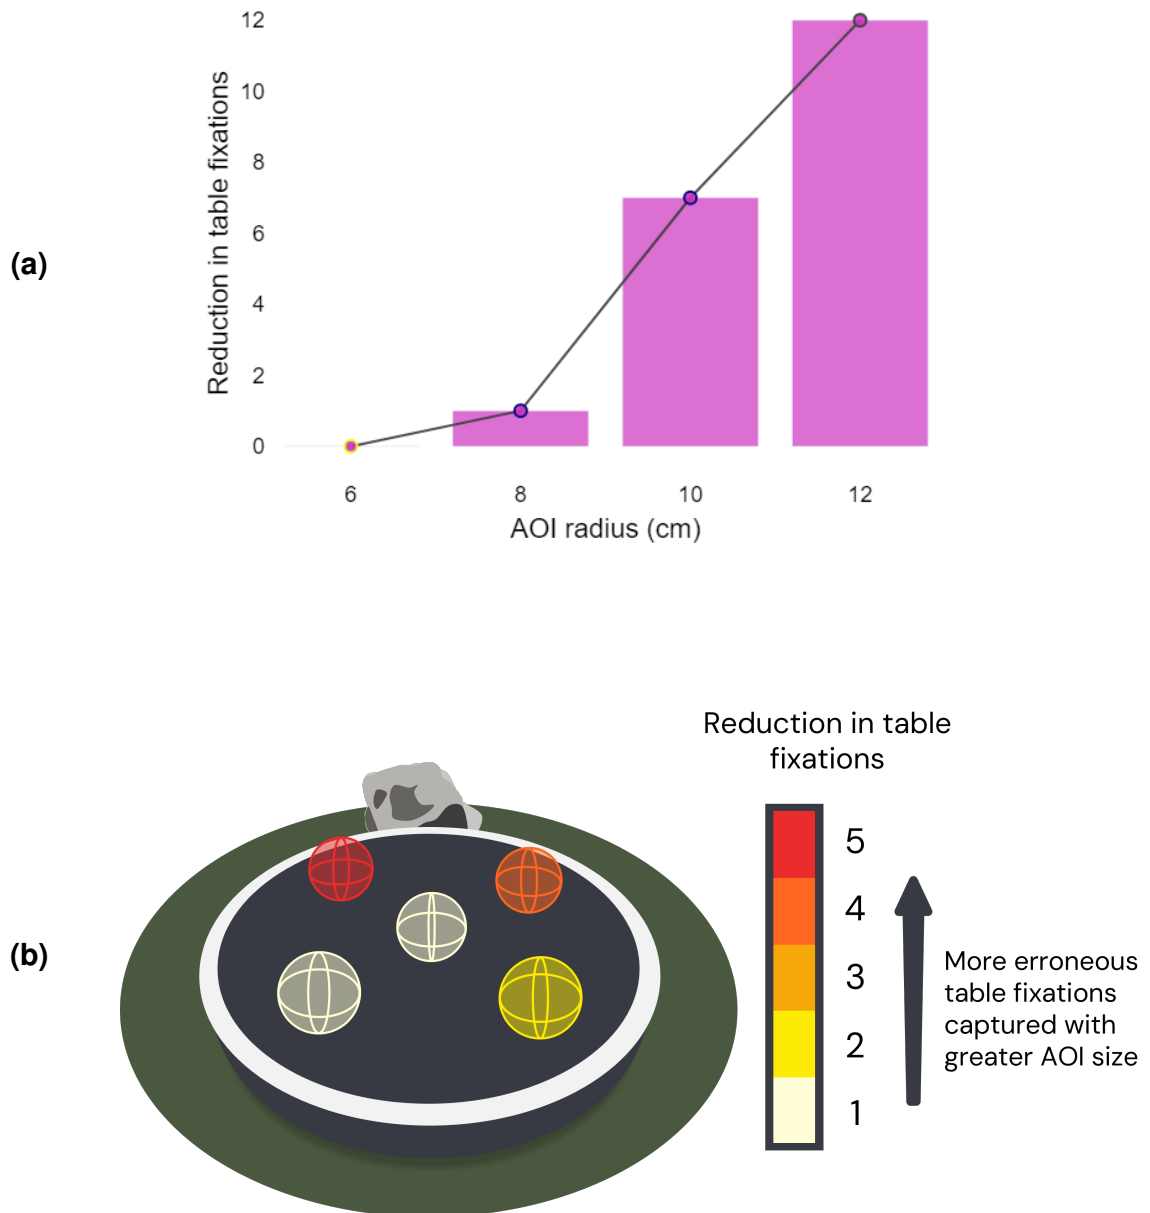 (a)
Reduction in table fixations
12
10
8
6
4
2
0
6 8 10 12
AOI radius (cm)
(b)
Reduction in table
fixations
5
4
3
2
1
More erroneous
table fixations
captured with
greater AOI size